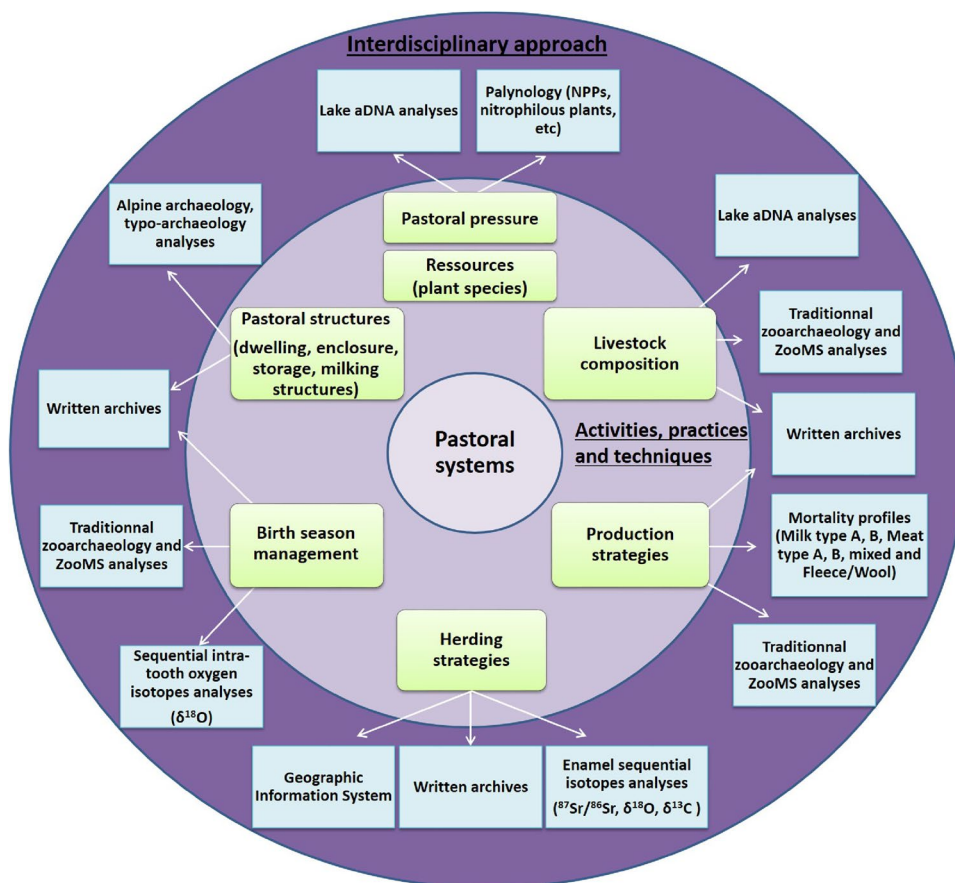 Interdisciplinary approach
Lake aDNA analyses
Palynology (NPPs,
nitrophilous plants,
etc)
Alpine archaeology,
typo-archaeology
analyses
Pastoral pressure
Lake aDNA analyses
Ressources
(plant species)
Pastoral structures
(dwelling, enclosure,
storage, milking
structures)
Livestock
composition
Traditionnal
zooarchaeology and
ZooMS analyses
Written archives
Pastoral
systems
Activities, practices
and techniques
Written archives
Traditionnal
zooarchaeology and
ZooMS analyses
Birth season
management
Production
strategies
Mortality profiles
(Milk type A, B, Meat
type A, B, mixed and
Fleece/Wool)
Sequential intra-
tooth oxygen
isotopes analyses
(δ¹⁸O)
Herding
strategies
Traditionnal
zooarchaeology and
ZooMS analyses
Geographic
Information System
Written archives
Enamel sequential
isotopes analyses
(⁸⁷Sr/⁸⁶Sr, δ¹⁸O, δ¹³C )